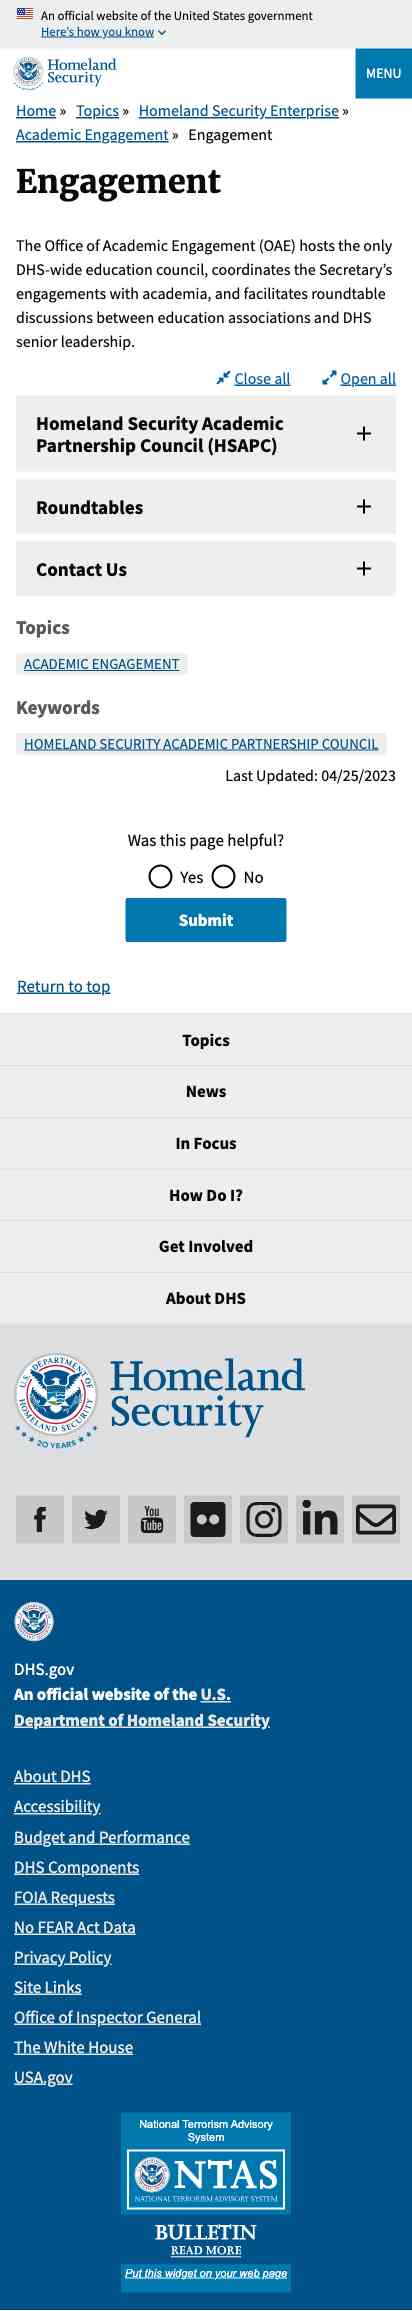 An official website of the United States government
Here's how you know
Homeland
Security
MENU
Home » Topics » Homeland Security Enterprise »
Academic Engagement » Engagement
Engagement
The Office of Academic Engagement (OAE) hosts the only
DHS-wide education council, coordinates the Secretary's
engagements with academia, and facilitates roundtable
discussions between education associations and DHS
senior leadership.
Close all Open all
Homeland Security Academic
Partnership Council (HSAPC)
Roundtables
Contact Us
Topics
ACADEMIC ENGAGEMENT
Keywords
HOMELAND SECURITY ACADEMIC PARTNERSHIP COUNCIL
Last Updated: 04/25/2023
Was this page helpful?
Yes No
Submit
Return to top
Topics
News
In Focus
How Do I?
Get Involved
About DHS
U.S. DEPARTMENT OF HOMELAND SECURITY
20 YEARS
Homeland
Security
You
Tube
in
DHS.gov
An official website of the U.S.
Department of Homeland Security
About DHS
Accessibility
Budget and Performance
DHS Components
FOIA Requests
No FEAR Act Data
Privacy Policy
Site Links
Office of Inspector General
The White House
USA.gov
National Terrorism Advisory
System
NTAS
NATIONAL TERRORISM ADVISORY SYSTEM
BULLETIN
READ MORE
Put this widget on your web page